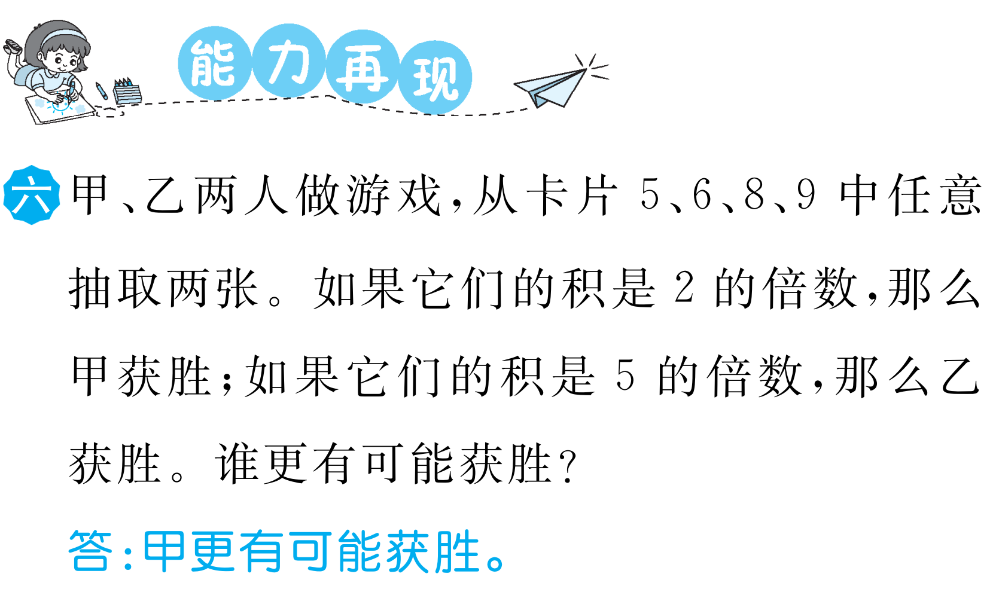 能力再现
六 甲、乙两人做游戏，从卡片 5、6、8、9 中任意
抽取两张。如果它们的积是 2 的倍数，那么
甲获胜；如果它们的积是 5 的倍数，那么乙
获胜。谁更有可能获胜？
答：甲更有可能获胜。